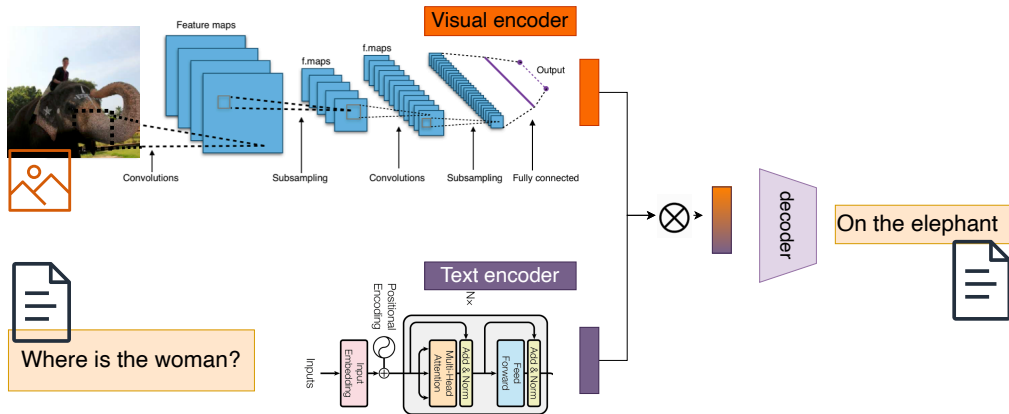 Visual encoder
Feature maps
f.maps
f.maps
Output
Convolutions
Subsampling
Convolutions
Subsampling
Fully connected
decoder
On the elephant
Text encoder
Where is the woman?
Inputs
Input
Embedding
Positional
Encoding
N×
Multi-Head
Attention
Add & Norm
Feed
Forward
Add & Norm